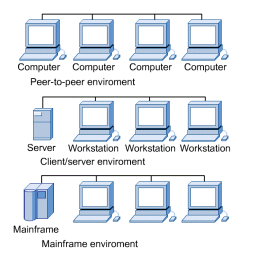 Computer Computer Computer Computer
Peer-to-peer enviroment
Server Workstation Workstation Workstation
Client/server enviroment
Mainframe
Mainframe enviroment